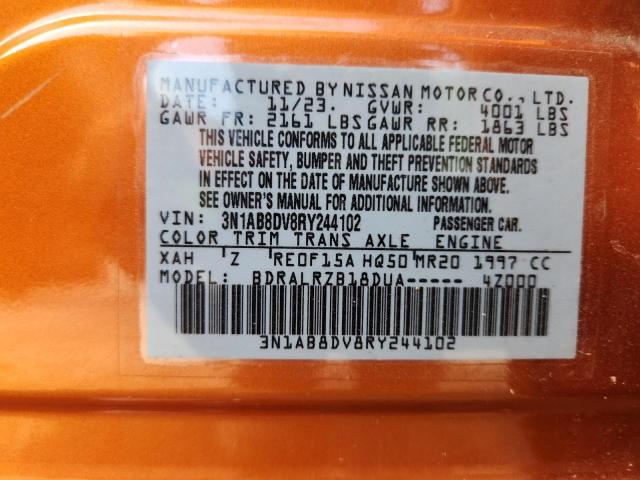 MANUFACTURED BY NISSAN MOTOR CO., LTD.
DATE: 11/23. GVWR: 4001 LBS
GAWR FR: 2161 LBS GAWR RR: 1863 LBS
THIS VEHICLE CONFORMS TO ALL APPLICABLE FEDERAL MOTOR
VEHICLE SAFETY, BUMPER AND THEFT PREVENTION STANDARDS
IN EFFECT ON THE DATE OF MANUFACTURE SHOWN ABOVE.
SEE OWNER'S MANUAL FOR ADDITIONAL INFORMATION.
VIN: 3N1AB8DV8RY244102 PASSENGER CAR.
COLOR TRIM TRANS AXLE ENGINE
XAH Z RE0F15A HQ50 MR20 1997 CC
MODEL: BDRALRZB18DUA----- 4Z000
3N1AB8DV8RY244102